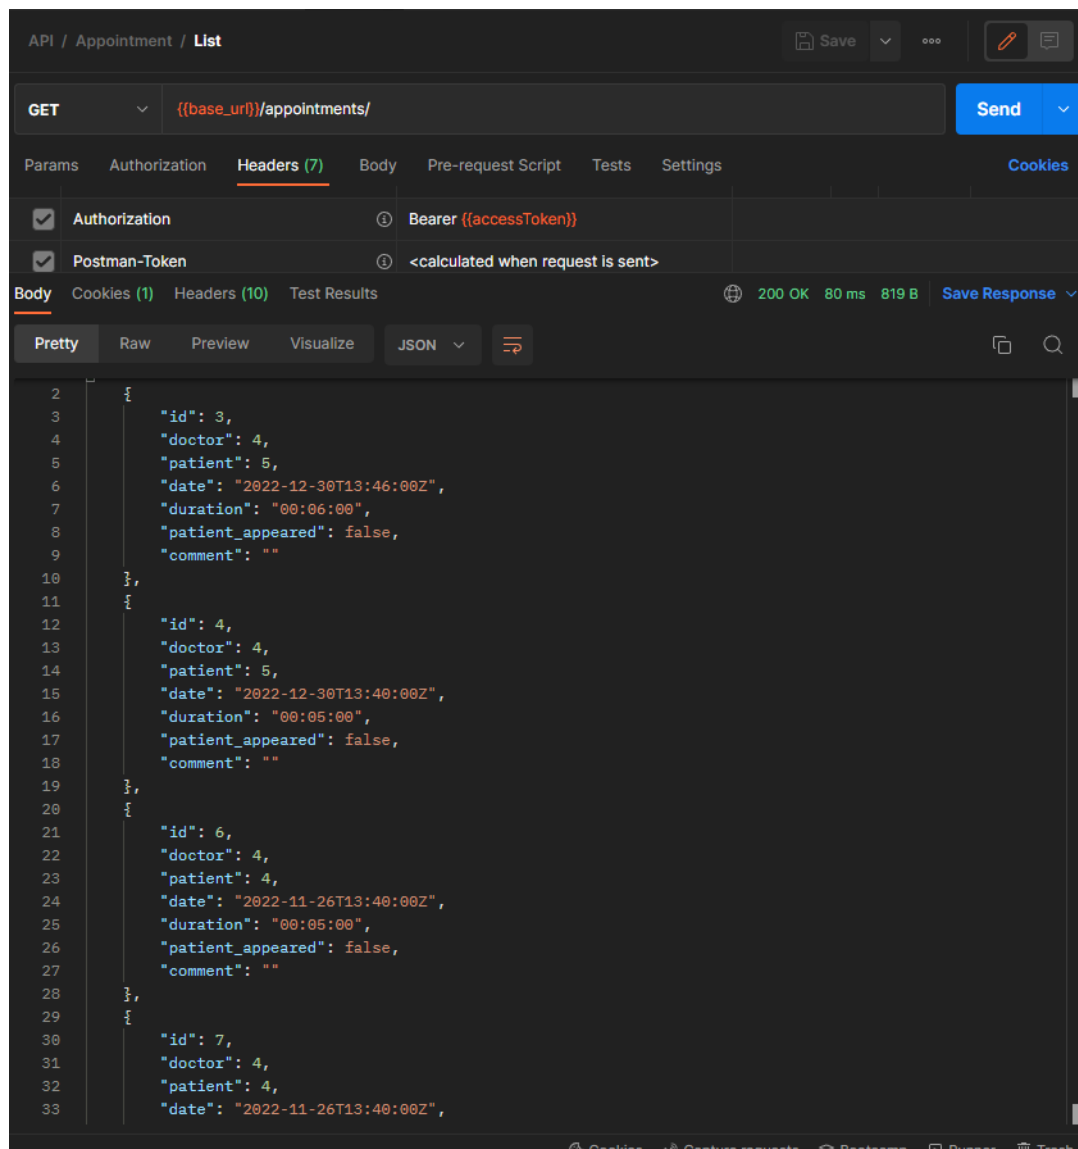 API / Appointment / List
Save
GET {{base_url}}/appointments/ Send
Params Authorization Headers (7) Body Pre-request Script Tests Settings Cookies
Authorization Bearer {{accessToken}}
Postman-Token <calculated when request is sent>
Body Cookies (1) Headers (10) Test Results 200 OK 80 ms 819 B Save Response
Pretty Raw Preview Visualize JSON
2 {
3 "id": 3,
4 "doctor": 4,
5 "patient": 5,
6 "date": "2022-12-30T13:46:00Z",
7 "duration": "00:06:00",
8 "patient_appeared": false,
9 "comment": ""
10 },
11 {
12 "id": 4,
13 "doctor": 4,
14 "patient": 5,
15 "date": "2022-12-30T13:40:00Z",
16 "duration": "00:05:00",
17 "patient_appeared": false,
18 "comment": ""
19 },
20 {
21 "id": 6,
22 "doctor": 4,
23 "patient": 4,
24 "date": "2022-11-26T13:40:00Z",
25 "duration": "00:05:00",
26 "patient_appeared": false,
27 "comment": ""
28 },
29 {
30 "id": 7,
31 "doctor": 4,
32 "patient": 4,
33 "date": "2022-11-26T13:40:00Z",
Cookies Capture requests Bootcamp Runner Trash